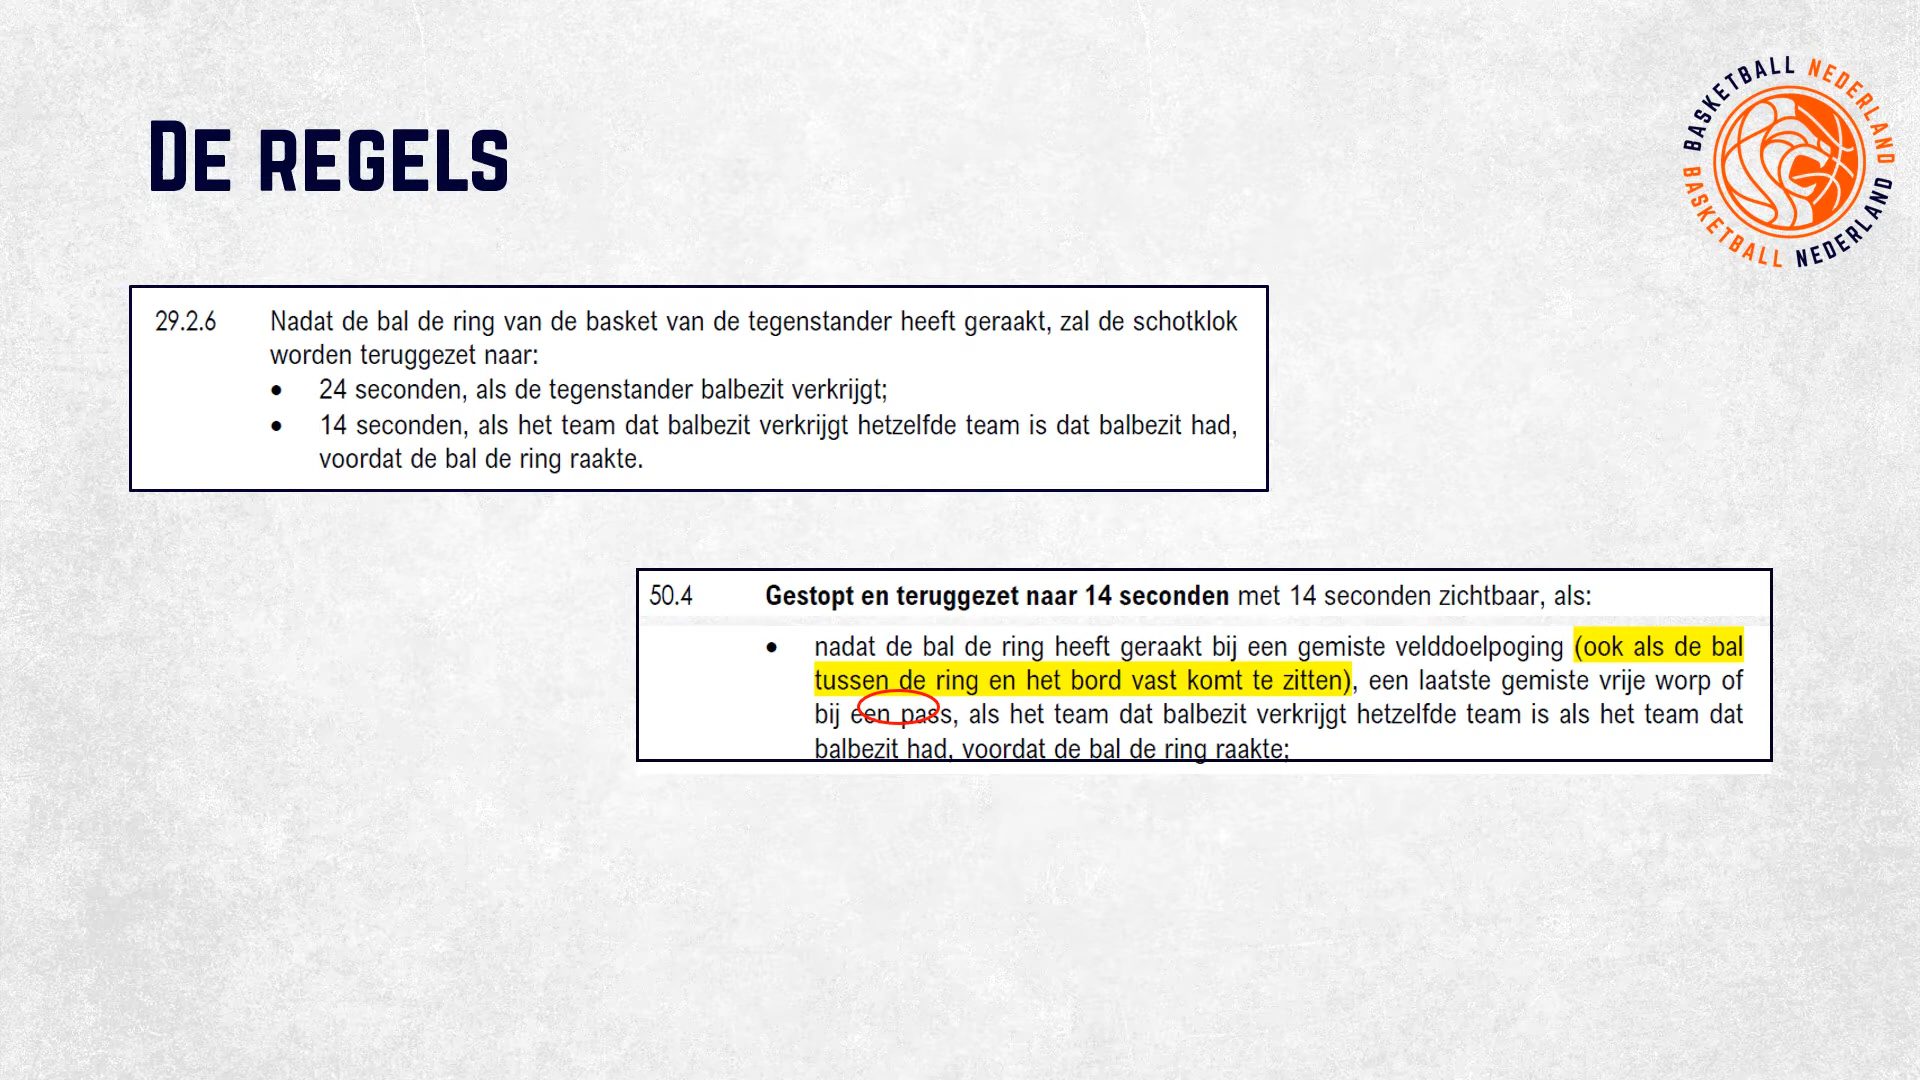 De regels
BASKETBALL NEDERLAND
BASKETBALL NEDERLAND
29.2.6 Nadat de bal de ring van de basket van de tegenstander heeft geraakt, zal de schotklok
worden teruggezet naar:
• 24 seconden, als de tegenstander balbezit verkrijgt;
• 14 seconden, als het team dat balbezit verkrijgt hetzelfde team is dat balbezit had,
voordat de bal de ring raakte.
50.4 Gestopt en teruggezet naar 14 seconden met 14 seconden zichtbaar, als:
• nadat de bal de ring heeft geraakt bij een gemiste velddoelpoging (ook als de bal
tussen de ring en het bord vast komt te zitten), een laatste gemiste vrije worp of
bij een pass, als het team dat balbezit verkrijgt hetzelfde team is als het team dat
balbezit had, voordat de bal de ring raakte;